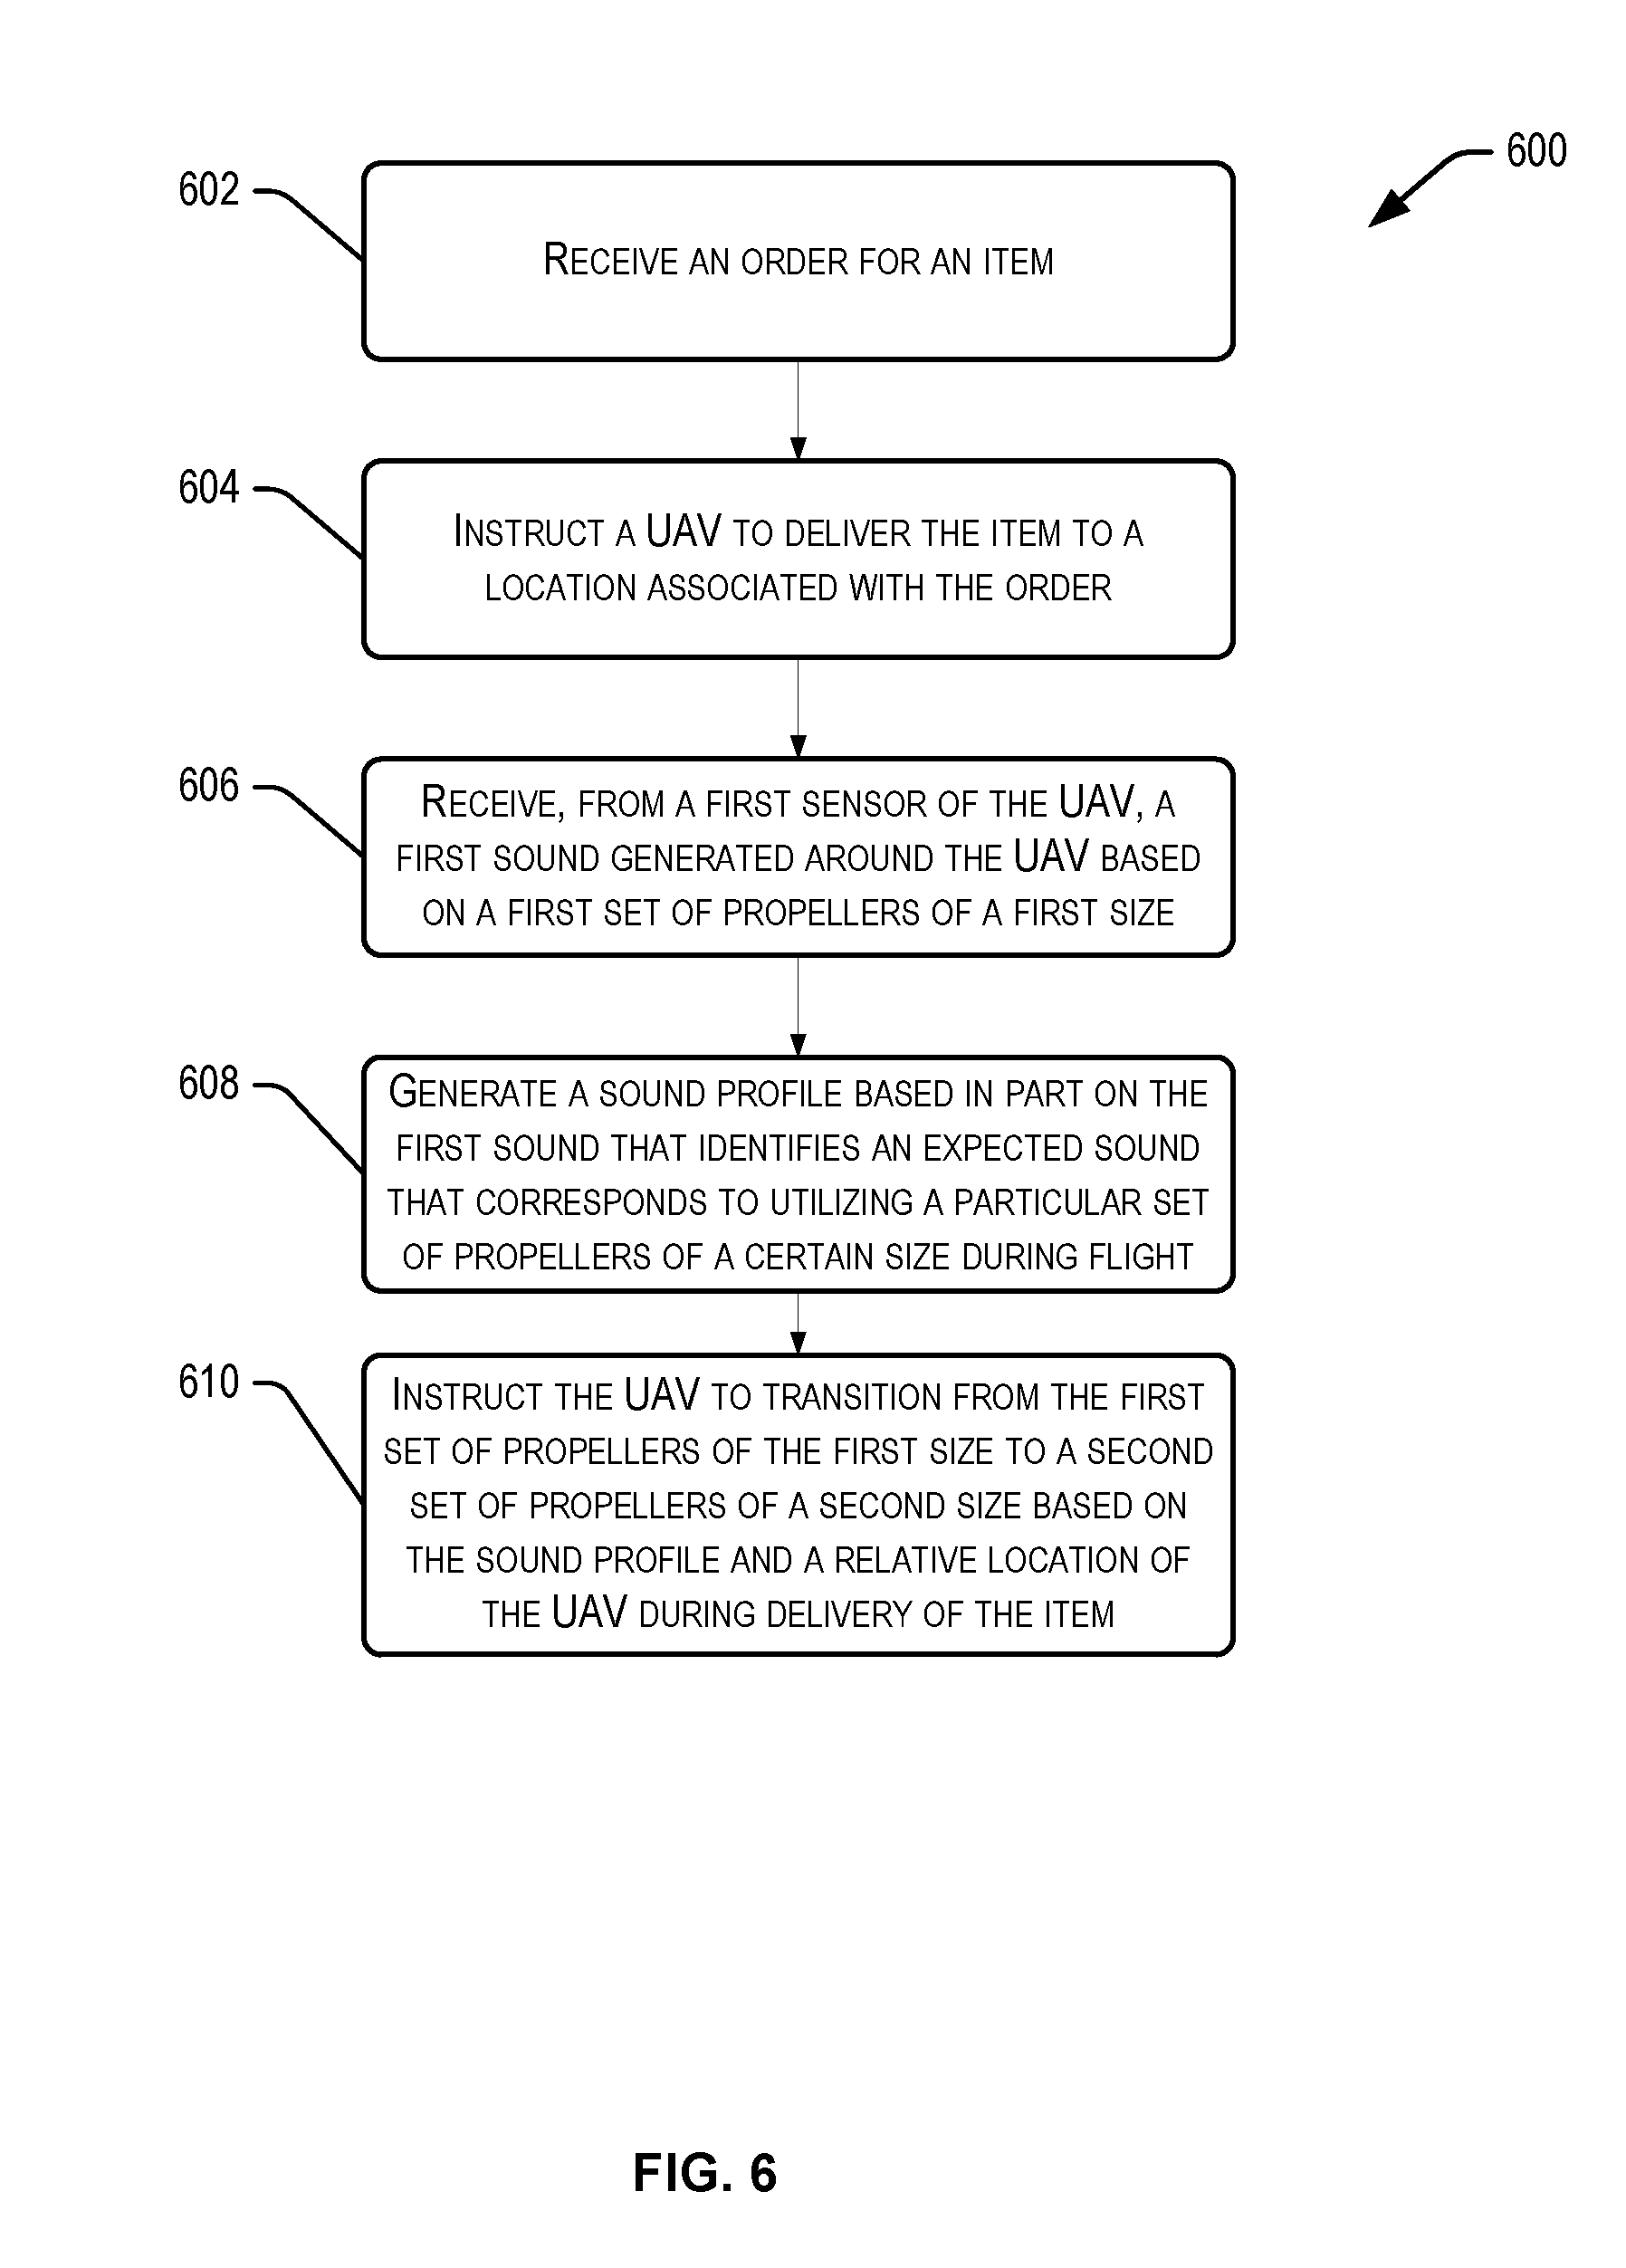 600
602
RECEIVE AN ORDER FOR AN ITEM
604
INSTRUCT A UAV TO DELIVER THE ITEM TO A
LOCATION ASSOCIATED WITH THE ORDER
606
RECEIVE, FROM A FIRST SENSOR OF THE UAV, A
FIRST SOUND GENERATED AROUND THE UAV BASED
ON A FIRST SET OF PROPELLERS OF A FIRST SIZE
608
GENERATE A SOUND PROFILE BASED IN PART ON THE
FIRST SOUND THAT IDENTIFIES AN EXPECTED SOUND
THAT CORRESPONDS TO UTILIZING A PARTICULAR SET
OF PROPELLERS OF A CERTAIN SIZE DURING FLIGHT
610
INSTRUCT THE UAV TO TRANSITION FROM THE FIRST
SET OF PROPELLERS OF THE FIRST SIZE TO A SECOND
SET OF PROPELLERS OF A SECOND SIZE BASED ON
THE SOUND PROFILE AND A RELATIVE LOCATION OF
THE UAV DURING DELIVERY OF THE ITEM
FIG. 6